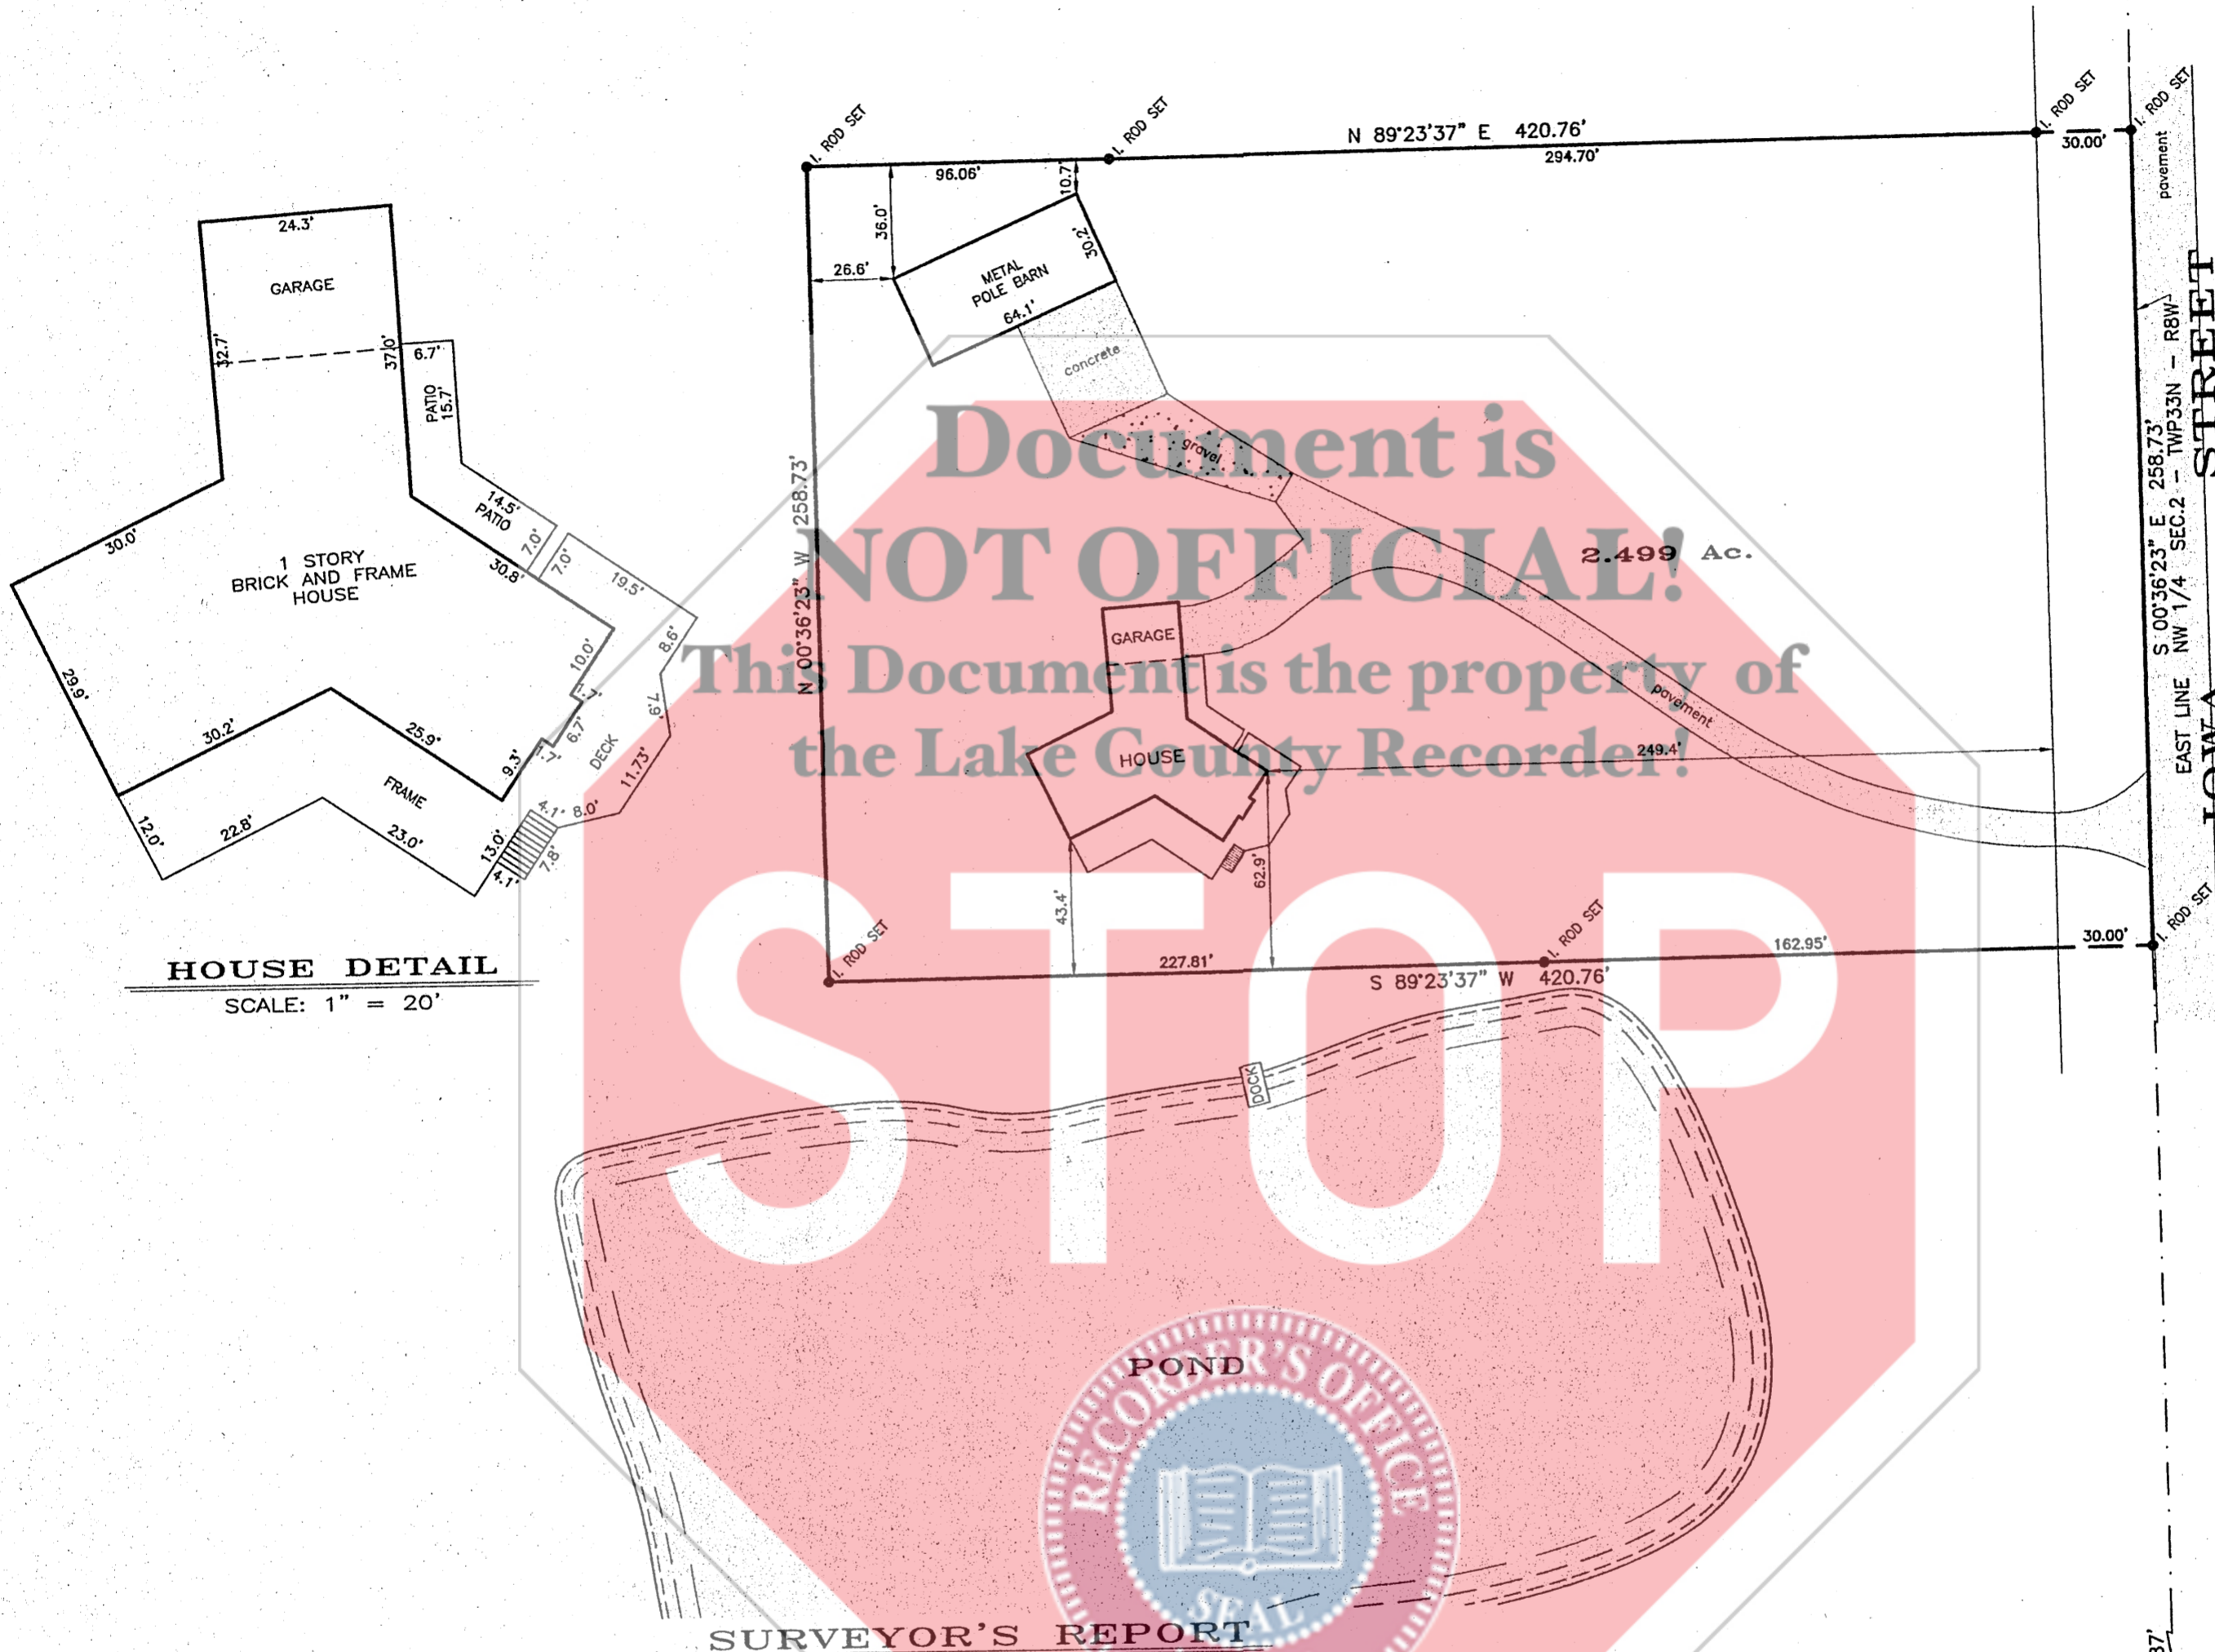 I. ROD SET
I. ROD SET
I. ROD SET
I. ROD SET
N 89°23'37" E 420.76'
96.06'
294.70'
30.00'
pavement
10.7'
36.0'
26.6'
30.2'
METAL
POLE BARN
64.1'
concrete
gravel
N 00°36'23" W 258.73'
2.499 Ac.
GARAGE
HOUSE
pavement
249.4'
43.4'
62.9'
S 00°36'23" E 258.73'
EAST LINE NW 1/4 SEC.2 - TWP33N - R8W
IOWA STREET
I. ROD SET
I. ROD SET
I. ROD SET
227.81'
162.95'
30.00'
S 89°23'37" W 420.76'
24.3'
GARAGE
32.7'
37.0'
6.7'
PATIO
15.7'
14.5'
PATIO
7.0'
7.0'
19.5'
30.0'
1 STORY
BRICK AND FRAME
HOUSE
30.8'
8.6'
10.0'
1.7'
7.9'
6.7'
1.7'
DECK
11.73'
29.9'
30.2'
25.9'
9.3'
FRAME
4.1'
8.0'
12.0'
22.8'
23.0'
13.0'
7.8'
4.1'
HOUSE DETAIL
SCALE: 1" = 20'
DOCK
POND
Document is
NOT OFFICIAL!
This Document is the property of
the Lake County Recorder!
STOP
RECORDER'S OFFICE
SEAL
SURVEYOR'S REPORT